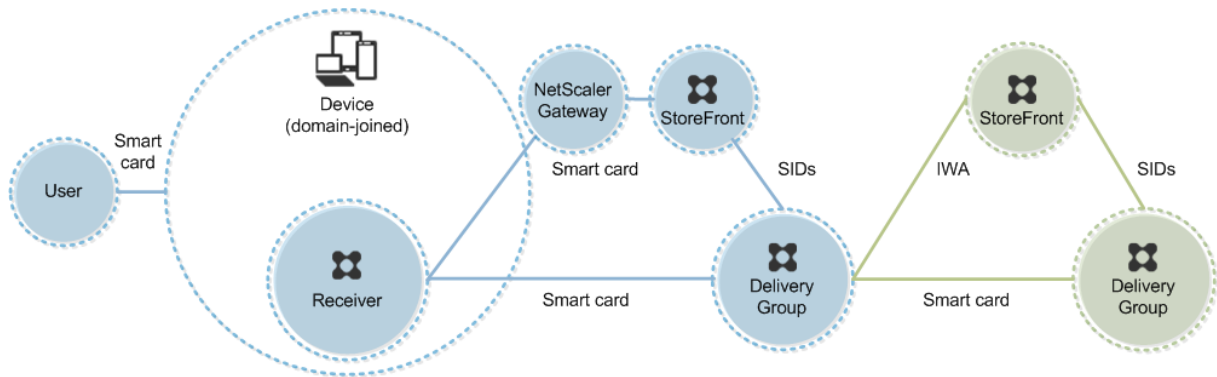 User
Smart
card
Device
(domain-joined)
Receiver
NetScaler
Gateway
StoreFront
Smart card
SIDs
Smart card
Delivery
Group
IWA
StoreFront
SIDs
Smart card
Delivery
Group